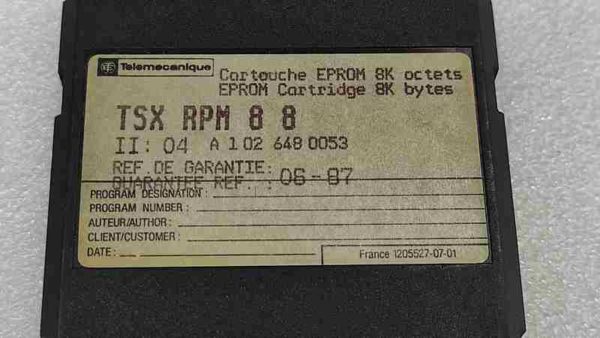 Telemecanique
Cartouche EPROM 8K octets
EPROM Cartridge 8K bytes
TSX RPM 8 8
II: 04 A 1 02 648 0053
REF DE GARANTIE:
GUARANTEE REF. :06-87
PROGRAM DESIGNATION:
PROGRAM NUMBER:
AUTEUR/AUTHOR:
CLIENT/CUSTOMER:
DATE:
France 1205527-07-01